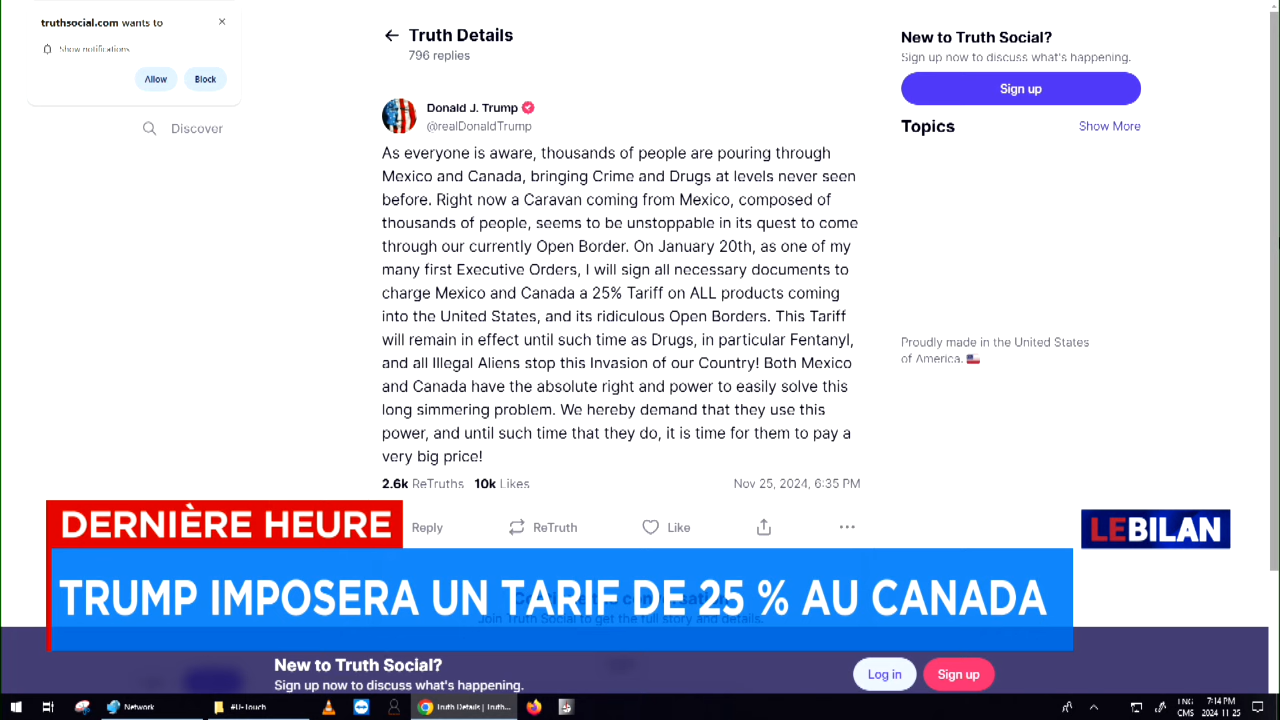 truthsocial.com wants to
Show notifications
Allow
Block
Discover
Truth Details
796 replies
Donald J. Trump
@realDonaldTrump
As everyone is aware, thousands of people are pouring through
Mexico and Canada, bringing Crime and Drugs at levels never seen
before. Right now a Caravan coming from Mexico, composed of
thousands of people, seems to be unstoppable in its quest to come
through our currently Open Border. On January 20th, as one of my
many first Executive Orders, I will sign all necessary documents to
charge Mexico and Canada a 25% Tariff on ALL products coming
into the United States, and its ridiculous Open Borders. This Tariff
will remain in effect until such time as Drugs, in particular Fentanyl,
and all Illegal Aliens stop this Invasion of our Country! Both Mexico
and Canada have the absolute right and power to easily solve this
long simmering problem. We hereby demand that they use this
power, and until such time that they do, it is time for them to pay a
very big price!
2.6k ReTruths 10k Likes
Nov 25, 2024, 6:35 PM
Reply
ReTruth
Like
New to Truth Social?
Sign up now to discuss what's happening.
Sign up
Topics
Show More
Proudly made in the United States
of America.
DERNIÈRE HEURE
LEBILAN
TRUMP IMPOSERA UN TARIF DE 25 % AU CANADA
Join Truth Social to get the full story and details.
New to Truth Social?
Sign up now to discuss what's happening.
Log in
Sign up
Network
#U-Touch
Truth Details | Truth...
ENG
CMS
7:14 PM
2024-11-25